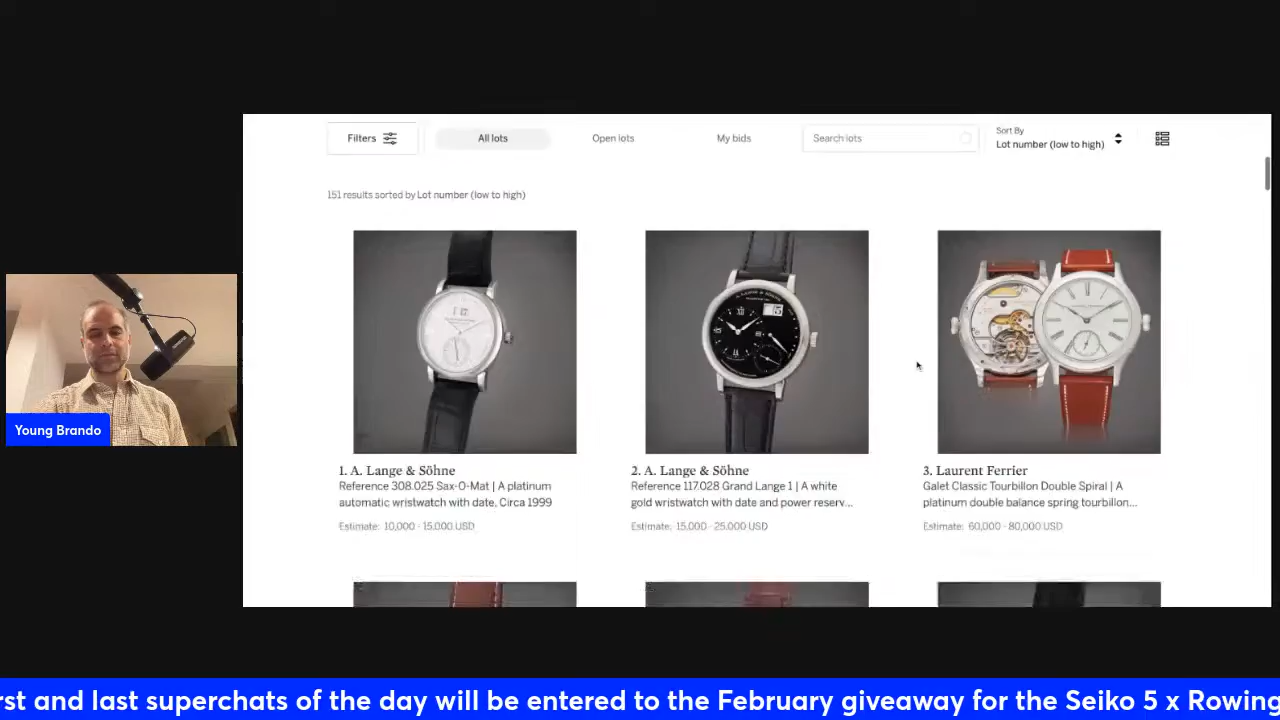 Filters
All lots
Open lots
My bids
Search lots
Sort By
Lot number (low to high)
151 results sorted by Lot number (low to high)
1. A. Lange & Söhne
Reference 308.025 Sax-O-Mat | A platinum
automatic wristwatch with date, Circa 1999
Estimate: 10,000 - 15,000 USD
2. A. Lange & Söhne
Reference 117.028 Grand Lange 1 | A white
gold wristwatch with date and power reserv...
Estimate: 15,000 - 25,000 USD
3. Laurent Ferrier
Galet Classic Tourbillon Double Spiral | A
platinum double balance spring tourbillon...
Estimate: 60,000 - 80,000 USD
Young Brando
rst and last superchats of the day will be entered to the February giveaway for the Seiko 5 x Rowing